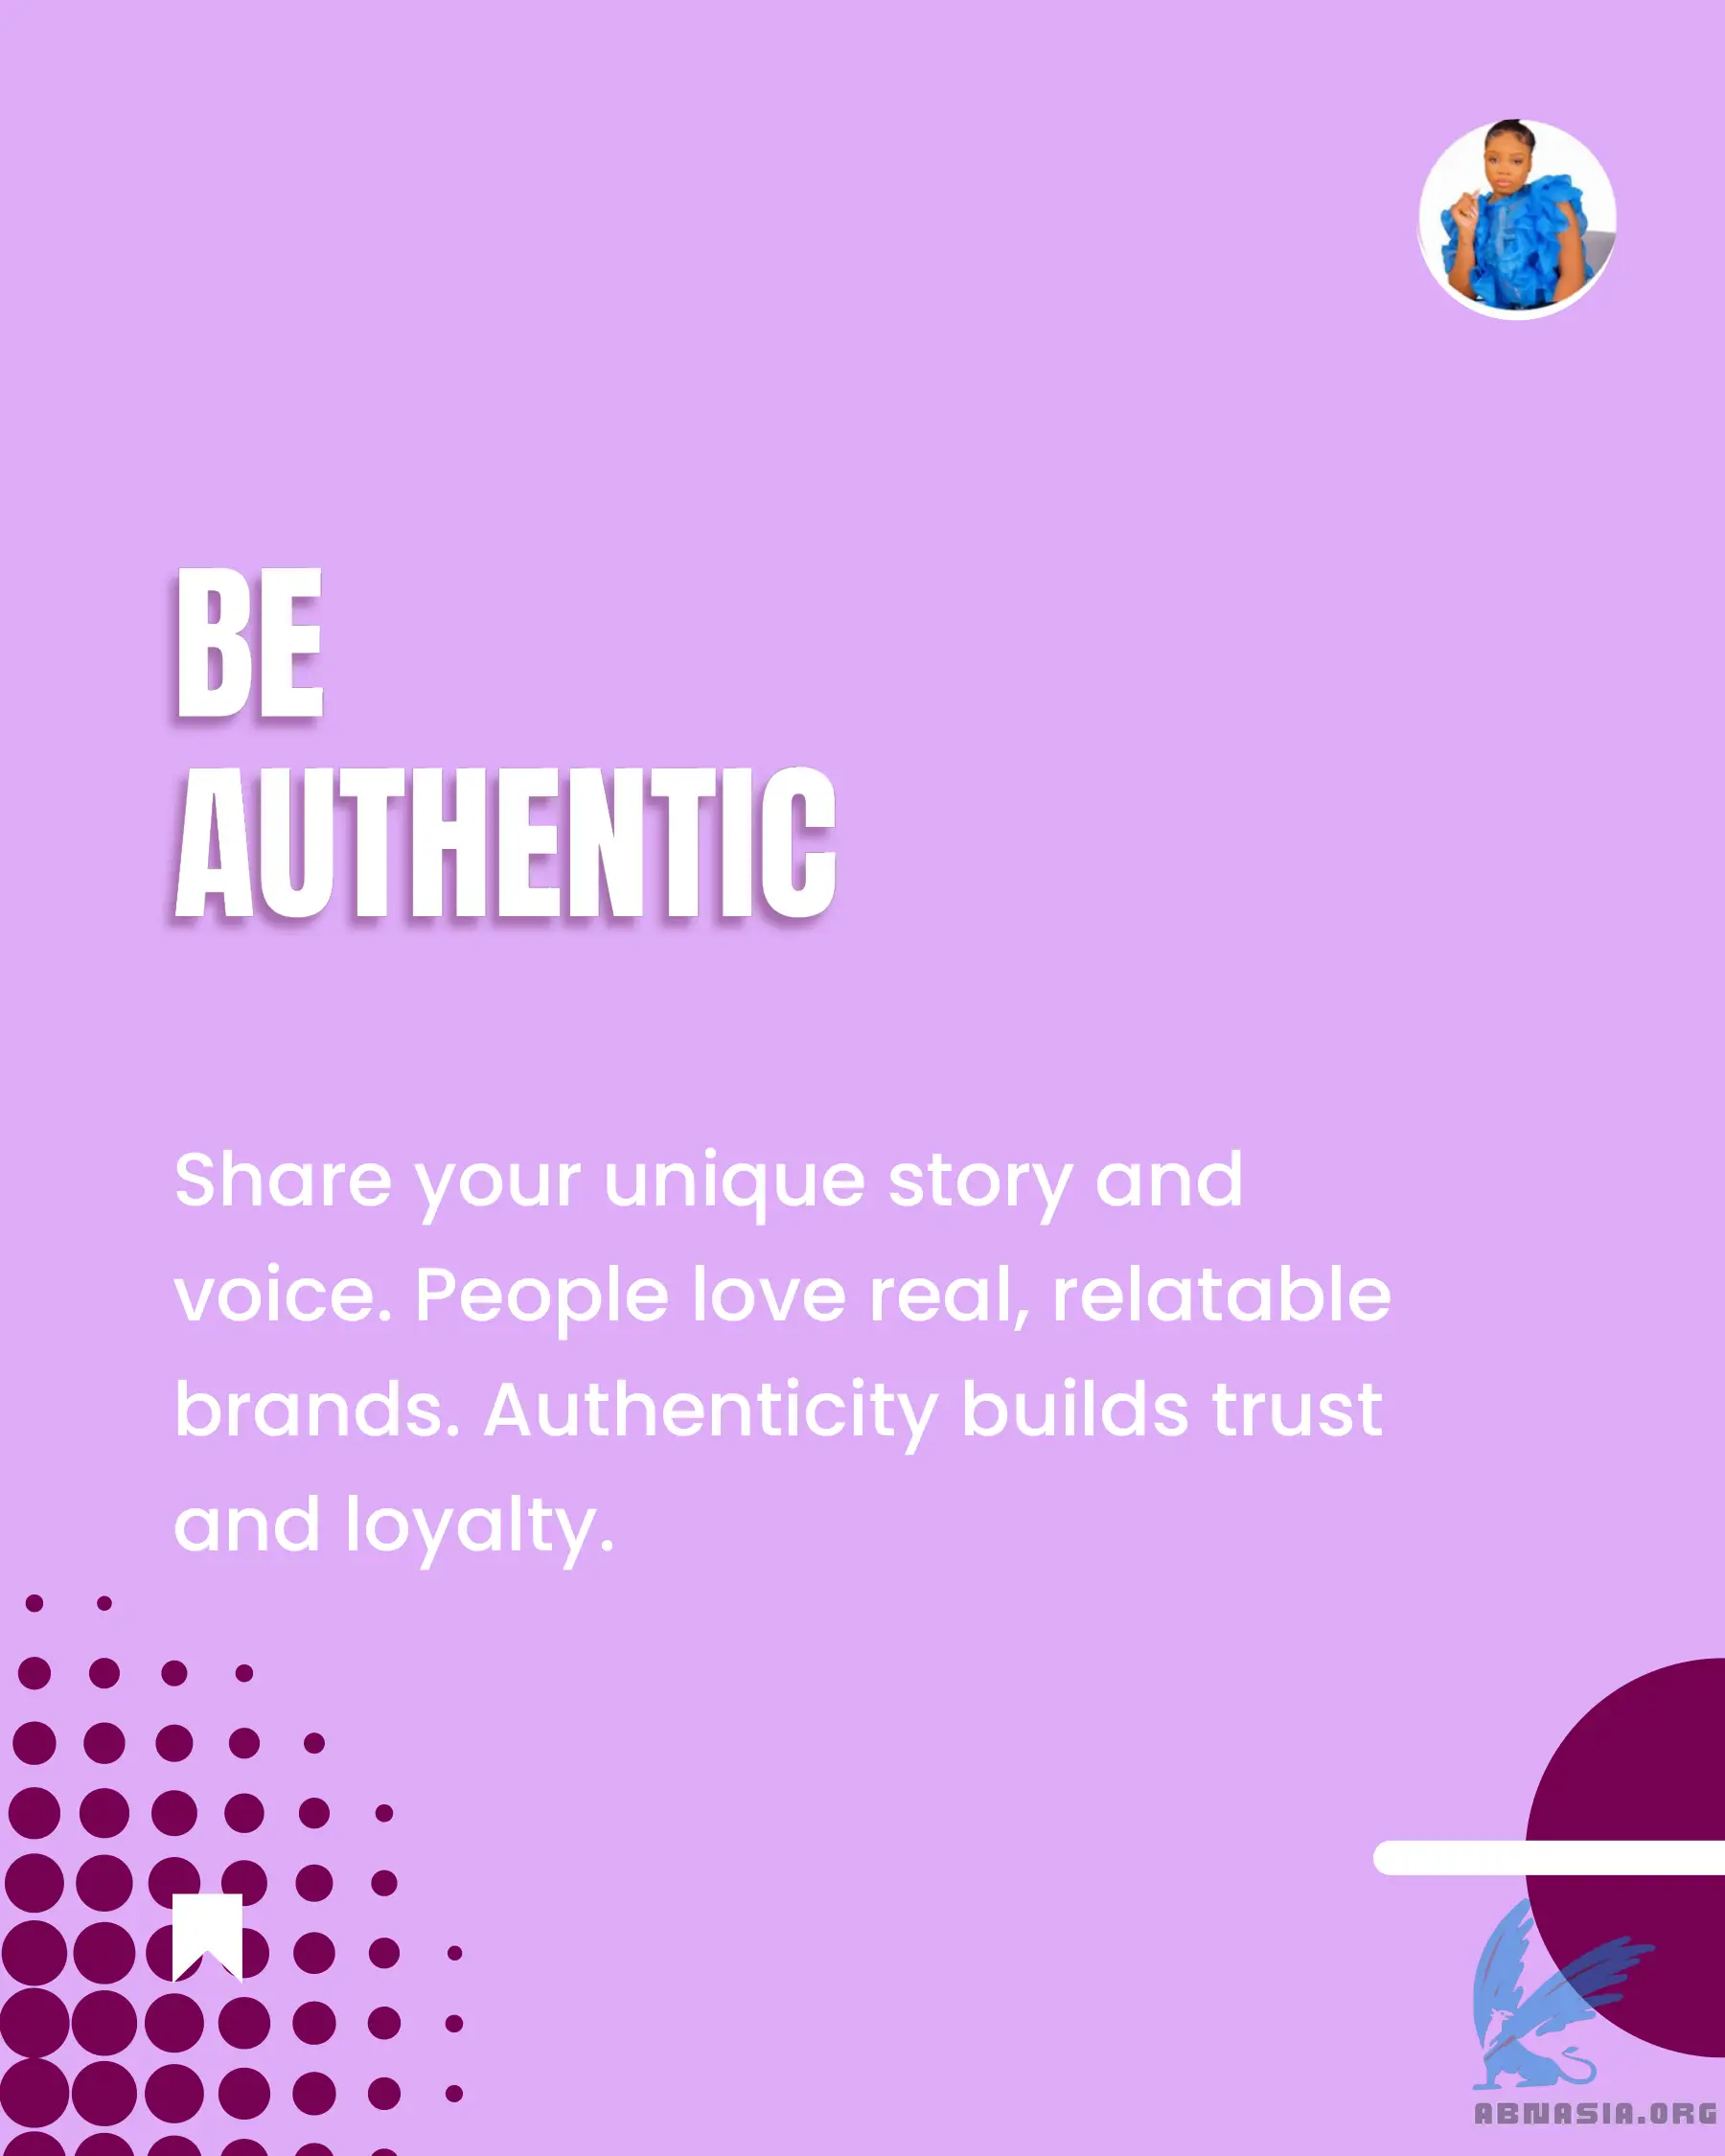 BE
AUTHENTIC
Share your unique story and
voice. People love real, relatable
brands. Authenticity builds trust
and loyalty.
ABNASIA.ORG